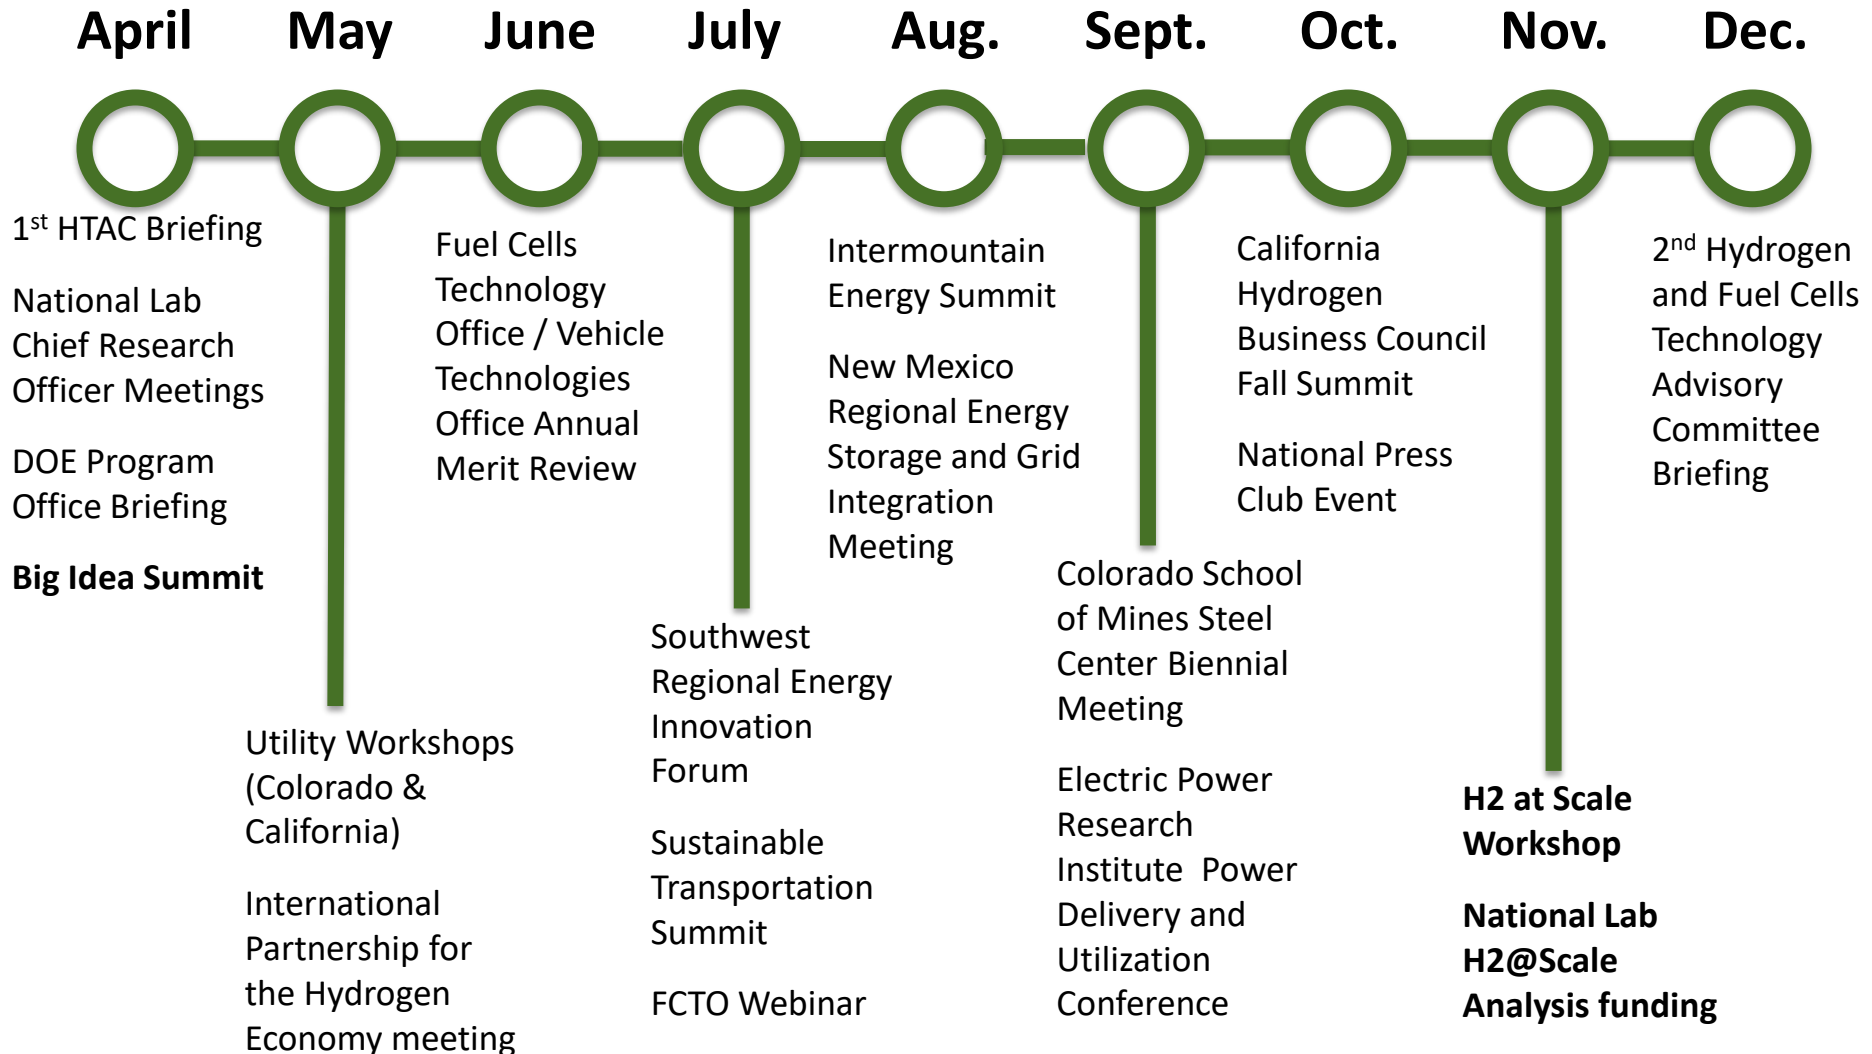 April
May
June
July
Aug.
Sept.
Oct.
Nov.
Dec.
1st HTAC Briefing
National Lab
Chief Research
Officer Meetings
DOE Program
Office Briefing
Big Idea Summit
Utility Workshops
(Colorado &
California)
International
Partnership for
the Hydrogen
Economy meeting
Fuel Cells
Technology
Office / Vehicle
Technologies
Office Annual
Merit Review
Southwest
Regional Energy
Innovation
Forum
Sustainable
Transportation
Summit
FCTO Webinar
Intermountain
Energy Summit
New Mexico
Regional Energy
Storage and Grid
Integration
Meeting
Colorado School
of Mines Steel
Center Biennial
Meeting
Electric Power
Research
Institute  Power
Delivery and
Utilization
Conference
California
Hydrogen
Business Council
Fall Summit
National Press
Club Event
H2 at Scale
Workshop
National Lab
H2@Scale
Analysis funding
2nd Hydrogen
and Fuel Cells
Technology
Advisory
Committee
Briefing